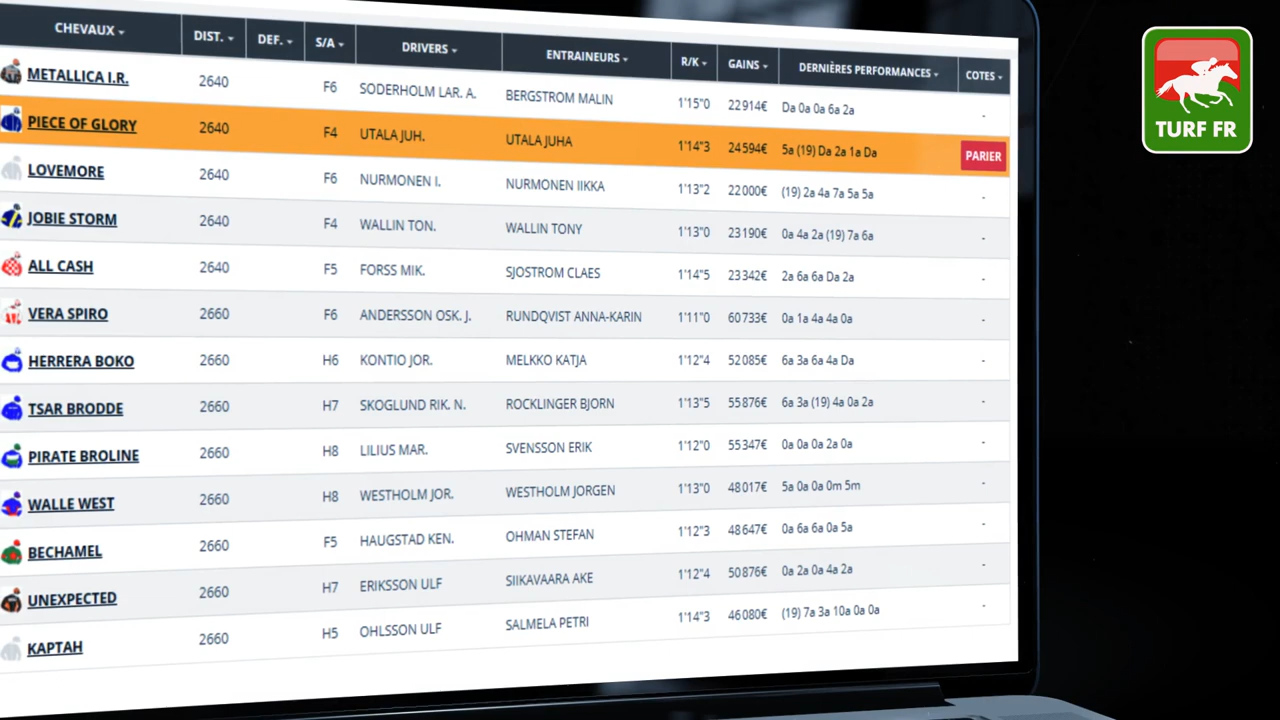 CHEVAUX DIST. DEF. S/A DRIVERS ENTRAINEURS R/K GAINS DERNIÈRES PERFORMANCES COTES
METALLICA I.R. 2640 F6 SODERHOLM LAR. A. BERGSTROM MALIN 1'15"0 22914€ Da 0a 0a 6a 2a -
PIECE OF GLORY 2640 F4 UTALA JUH. UTALA JUHA 1'14"3 24594€ 5a (19) Da 2a 1a Da PARIER
LOVEMORE 2640 F6 NURMONEN I. NURMONEN IIKKA 1'13"2 22000€ (19) 2a 4a 7a 5a 5a -
JOBIE STORM 2640 F4 WALLIN TON. WALLIN TONY 1'13"0 23190€ 0a 4a 2a (19) 7a 6a -
ALL CASH 2640 F5 FORSS MIK. SJOSTROM CLAES 1'14"5 23342€ 2a 6a 6a Da 2a -
VERA SPIRO 2660 F6 ANDERSSON OSK. J. RUNDQVIST ANNA-KARIN 1'11"0 60733€ 0a 1a 4a 4a 0a -
HERRERA BOKO 2660 H6 KONTIO JOR. MELKKO KATJA 1'12"4 52085€ 6a 3a 6a 4a Da -
TSAR BRODDE 2660 H7 SKOGLUND RIK. N. ROCKLINGER BJORN 1'13"5 55876€ 6a 3a (19) 4a 0a 2a -
PIRATE BROLINE 2660 H8 LILIUS MAR. SVENSSON ERIK 1'12"0 55347€ 0a 0a 0a 2a 0a -
WALLE WEST 2660 H8 WESTHOLM JOR. WESTHOLM JORGEN 1'13"0 48017€ 5a 0a 0a 0m 5m -
BECHAMEL 2660 F5 HAUGSTAD KEN. OHMAN STEFAN 1'12"3 48647€ 0a 6a 6a 0a 5a -
UNEXPECTED 2660 H7 ERIKSSON ULF SIIKAVAARA AKE 1'12"4 50876€ 0a 2a 0a 4a 2a -
KAPTAH 2660 H5 OHLSSON ULF SALMELA PETRI 1'14"3 46080€ (19) 7a 3a 10a 0a 0a -
TURF FR